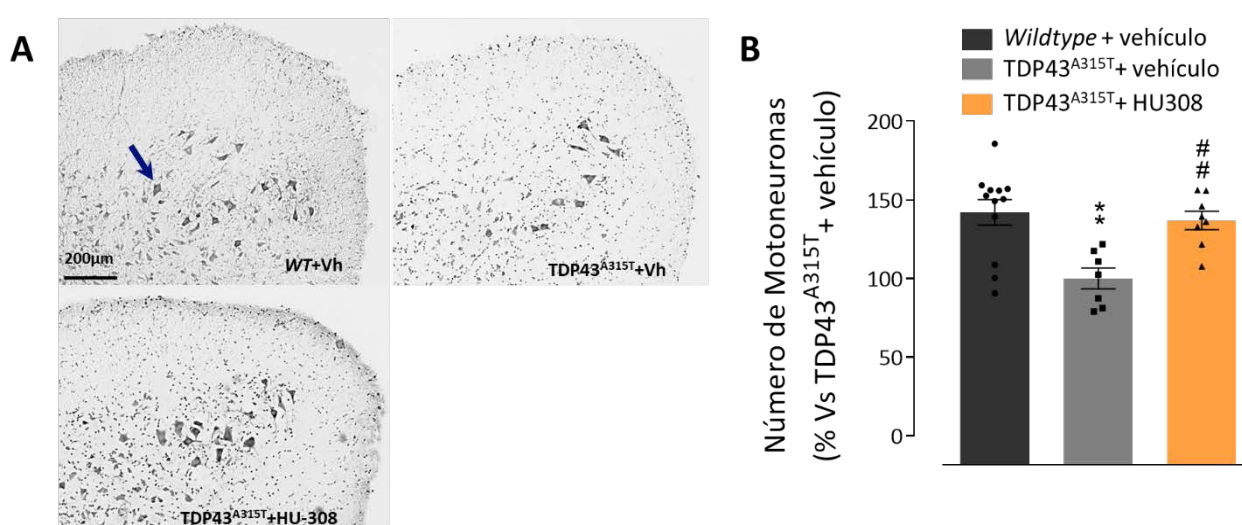 A
WT+Vh
200µm
TDP43A315T+Vh
TDP43A315T+HU-308
B
Wildtype + vehículo
TDP43A315T+ vehículo
TDP43A315T+ HU308
Número de Motoneuronas
(% Vs TDP43A315T+ vehículo)
200
150
100
50
0
**
##